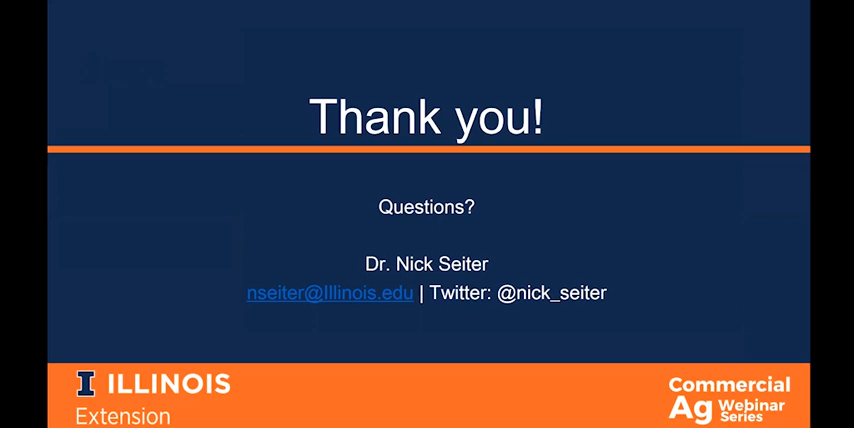 Thank you!
Questions?
Dr. Nick Seiter
nseiter@Illinois.edu | Twitter: @nick_seiter
I ILLINOIS
Extension
Commercial
Ag Webinar
Series